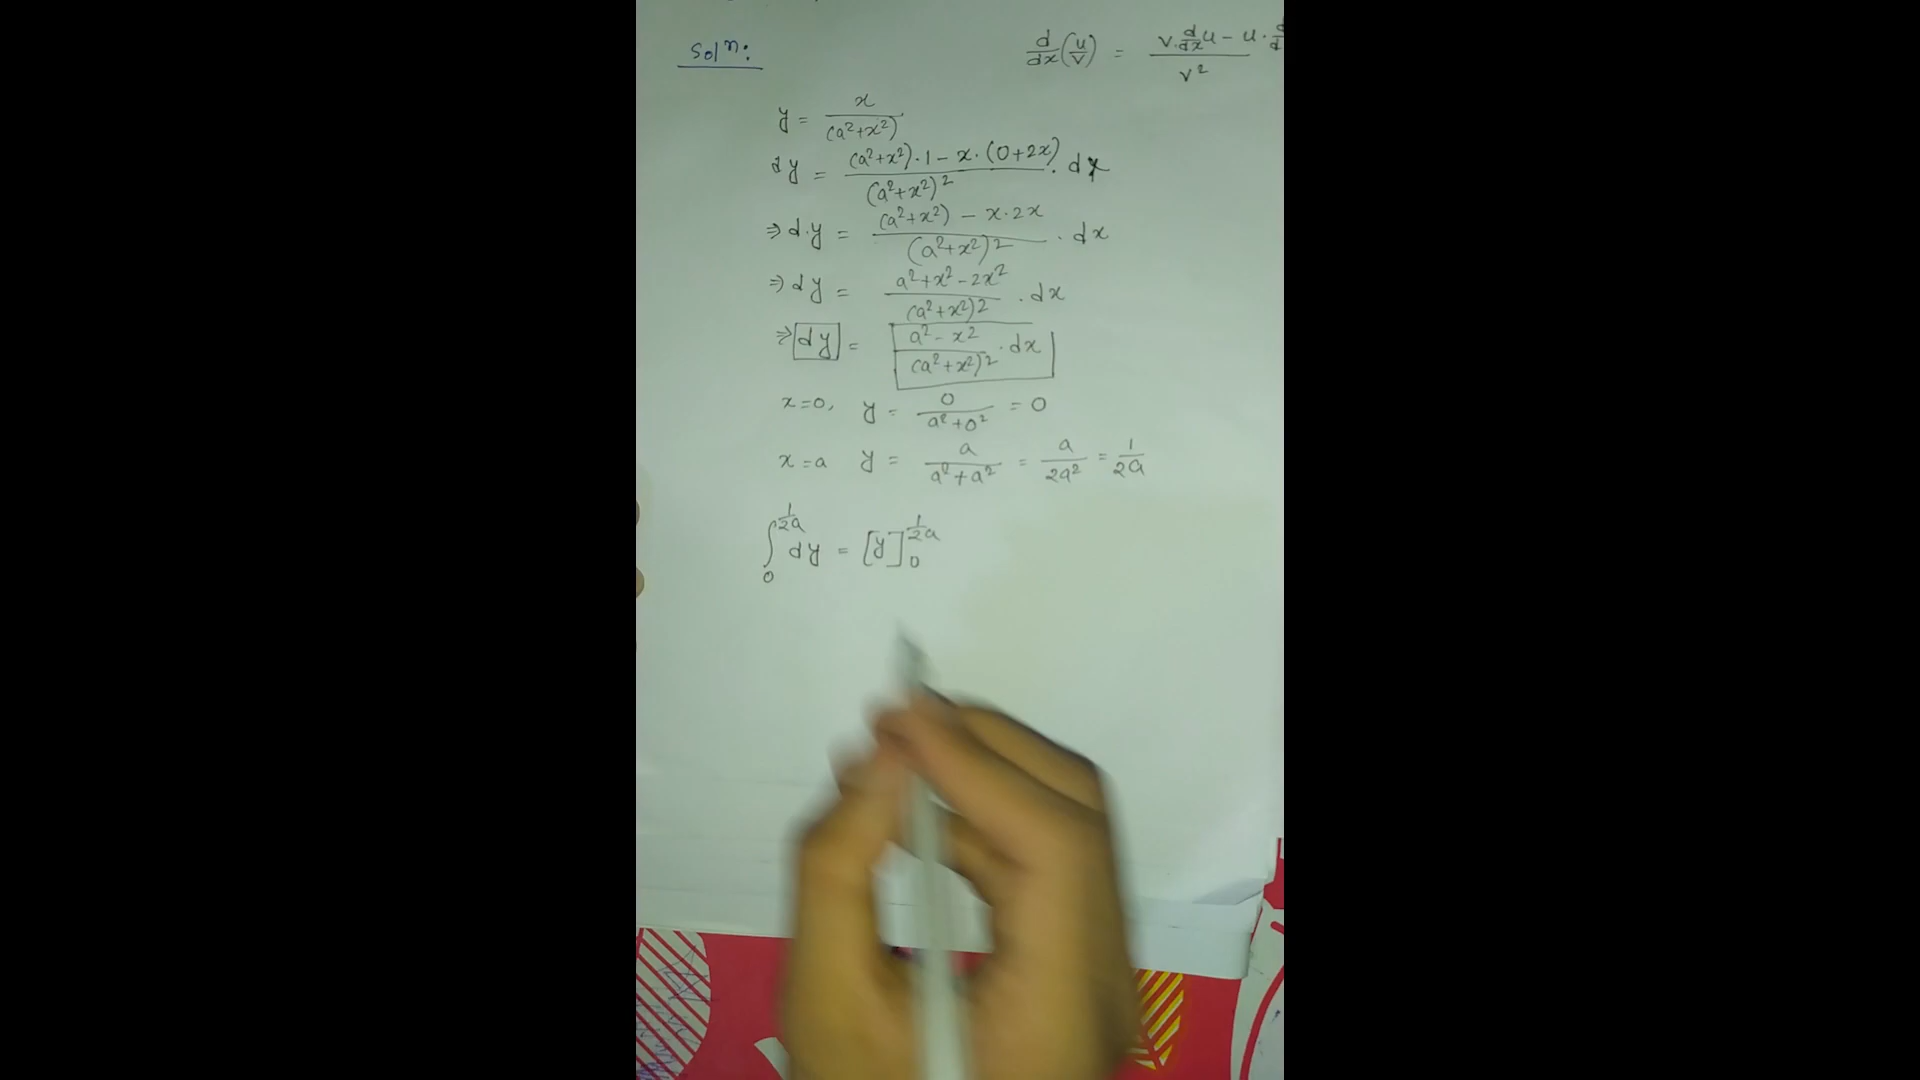 Solⁿ:
d/dx(u/v) = (v.d/dx u - u.d/d)/v²
y = x/(a²+x²)
dy = ((a²+x²)·1 - x·(0+2x))/(a²+x²)² . dx
⇒ d.y = ((a²+x²) - x·2x)/(a²+x²)² . dx
⇒ dy = (a²+x²-2x²)/(a²+x²)² . dx
⇒ dy = (a² - x²)/(a²+x²)² . dx
x=0, y = 0/(a²+0²) = 0
x=a y = a/(a²+a²) = a/2a² = 1/2a
∫₀^(1/2a) dy = [y]₀^(1/2a)